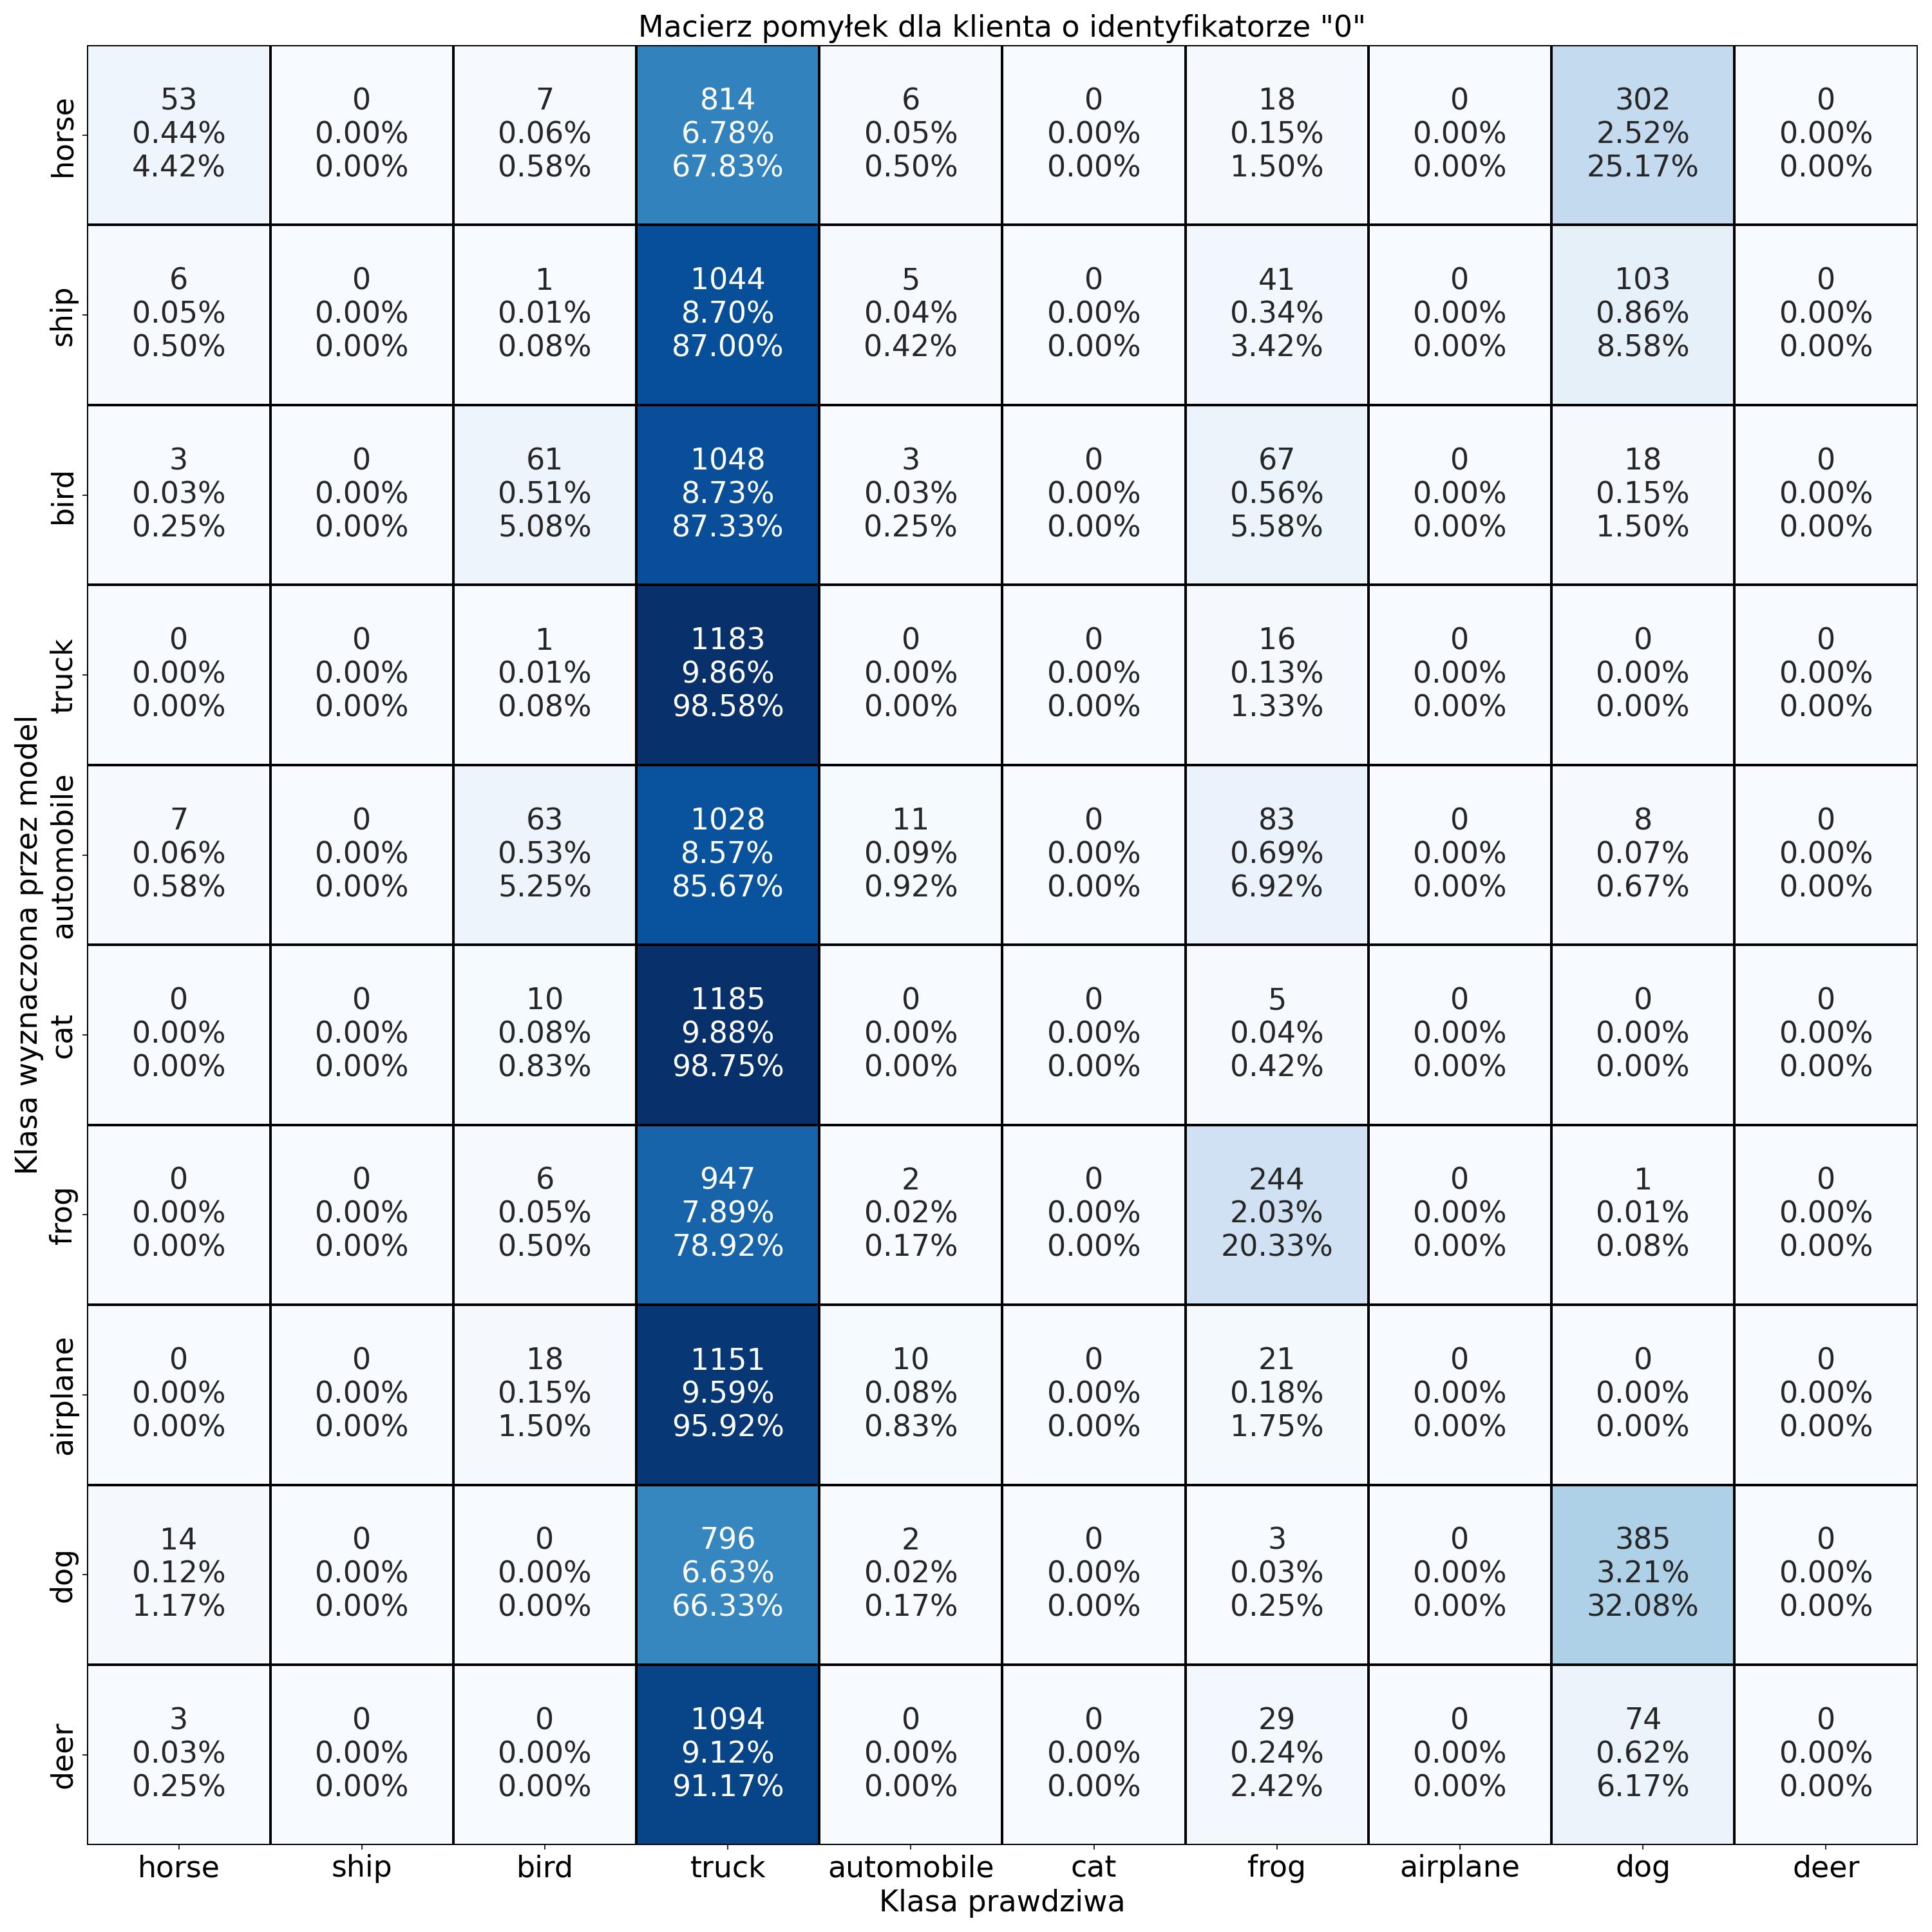 Macierz pomyłek dla klienta o identyfikatorze "0"
Klasa wyznaczona przez model
horse
53 0 7 814 6 0 18 0 302 0
0.44% 0.00% 0.06% 6.78% 0.05% 0.00% 0.15% 0.00% 2.52% 0.00%
4.42% 0.00% 0.58% 67.83% 0.50% 0.00% 1.50% 0.00% 25.17% 0.00%
ship
6 0 1 1044 5 0 41 0 103 0
0.05% 0.00% 0.01% 8.70% 0.04% 0.00% 0.34% 0.00% 0.86% 0.00%
0.50% 0.00% 0.08% 87.00% 0.42% 0.00% 3.42% 0.00% 8.58% 0.00%
bird
3 0 61 1048 3 0 67 0 18 0
0.03% 0.00% 0.51% 8.73% 0.03% 0.00% 0.56% 0.00% 0.15% 0.00%
0.25% 0.00% 5.08% 87.33% 0.25% 0.00% 5.58% 0.00% 1.50% 0.00%
truck
0 0 1 1183 0 0 16 0 0 0
0.00% 0.00% 0.01% 9.86% 0.00% 0.00% 0.13% 0.00% 0.00% 0.00%
0.00% 0.00% 0.08% 98.58% 0.00% 0.00% 1.33% 0.00% 0.00% 0.00%
automobile
7 0 63 1028 11 0 83 0 8 0
0.06% 0.00% 0.53% 8.57% 0.09% 0.00% 0.69% 0.00% 0.07% 0.00%
0.58% 0.00% 5.25% 85.67% 0.92% 0.00% 6.92% 0.00% 0.67% 0.00%
cat
0 0 10 1185 0 0 5 0 0 0
0.00% 0.00% 0.08% 9.88% 0.00% 0.00% 0.04% 0.00% 0.00% 0.00%
0.00% 0.00% 0.83% 98.75% 0.00% 0.00% 0.42% 0.00% 0.00% 0.00%
frog
0 0 6 947 2 0 244 0 1 0
0.00% 0.00% 0.05% 7.89% 0.02% 0.00% 2.03% 0.00% 0.01% 0.00%
0.00% 0.00% 0.50% 78.92% 0.17% 0.00% 20.33% 0.00% 0.08% 0.00%
airplane
0 0 18 1151 10 0 21 0 0 0
0.00% 0.00% 0.15% 9.59% 0.08% 0.00% 0.18% 0.00% 0.00% 0.00%
0.00% 0.00% 1.50% 95.92% 0.83% 0.00% 1.75% 0.00% 0.00% 0.00%
dog
14 0 0 796 2 0 3 0 385 0
0.12% 0.00% 0.00% 6.63% 0.02% 0.00% 0.03% 0.00% 3.21% 0.00%
1.17% 0.00% 0.00% 66.33% 0.17% 0.00% 0.25% 0.00% 32.08% 0.00%
deer
3 0 0 1094 0 0 29 0 74 0
0.03% 0.00% 0.00% 9.12% 0.00% 0.00% 0.24% 0.00% 0.62% 0.00%
0.25% 0.00% 0.00% 91.17% 0.00% 0.00% 2.42% 0.00% 6.17% 0.00%
horse ship bird truck automobile cat frog airplane dog deer
Klasa prawdziwa